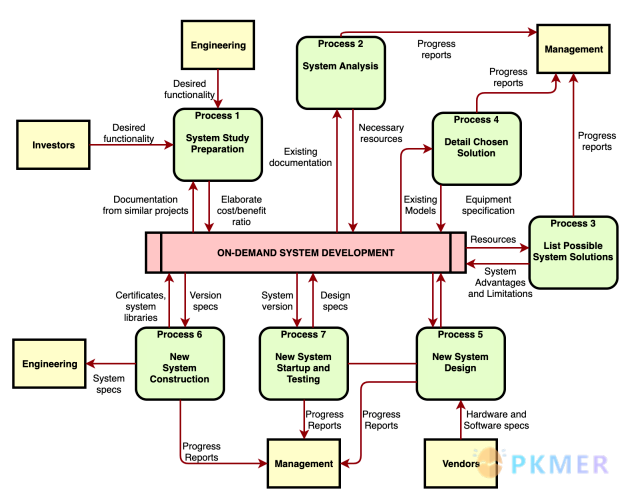 Engineering
Process 2
System Analysis
Progress
reports
Management
Desired
functionality
Process 1
System Study
Preparation
Investors
Desired
functionality
Progress
reports
Process 4
Detail Chosen
Solution
Necessary
resources
Existing
documentation
Progress
reports
Documentation
from similar projects
Elaborate
cost/benefit
ratio
Existing
Models
Equipment
specification
Process 3
List Possible
System Solutions
ON-DEMAND SYSTEM DEVELOPMENT
Resources
System
Advantages
and Limitations
Certificates,
system
libraries
Version
specs
System
version
Design
specs
Process 6
New
System
Construction
Process 7
New System
Startup and
Testing
Process 5
New System
Design
Engineering
System
specs
Progress
Reports
Progress
Reports
Progress
Reports
Hardware and
Software specs
Management
Vendors
PKMER